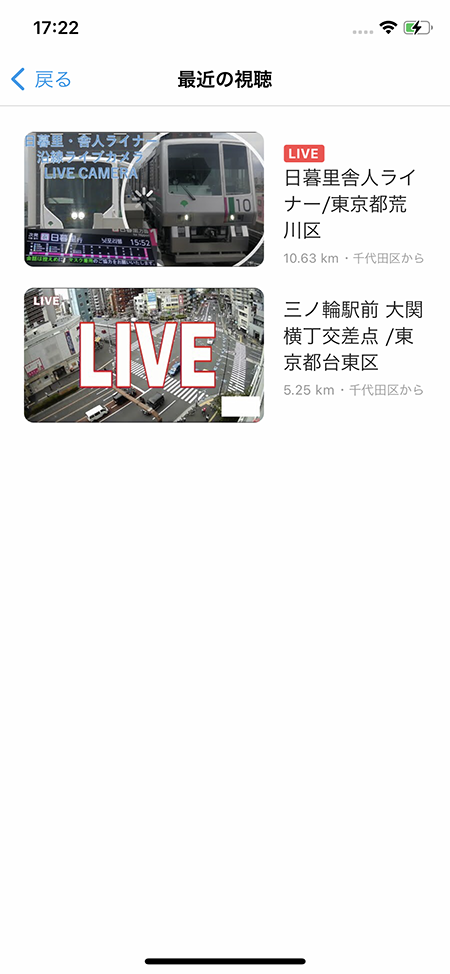 17:22
戻る
最近の視聴
日暮里・舎人ライナー
沿線ライブカメラ
LIVE CAMERA
10
15:52
LIVE
日暮里舎人ライ
ナー/東京都荒
川区
10.63 km・千代田区から
LIVE
LIVE
三ノ輪駅前 大関
横丁交差点 /東
京都台東区
5.25 km・千代田区から